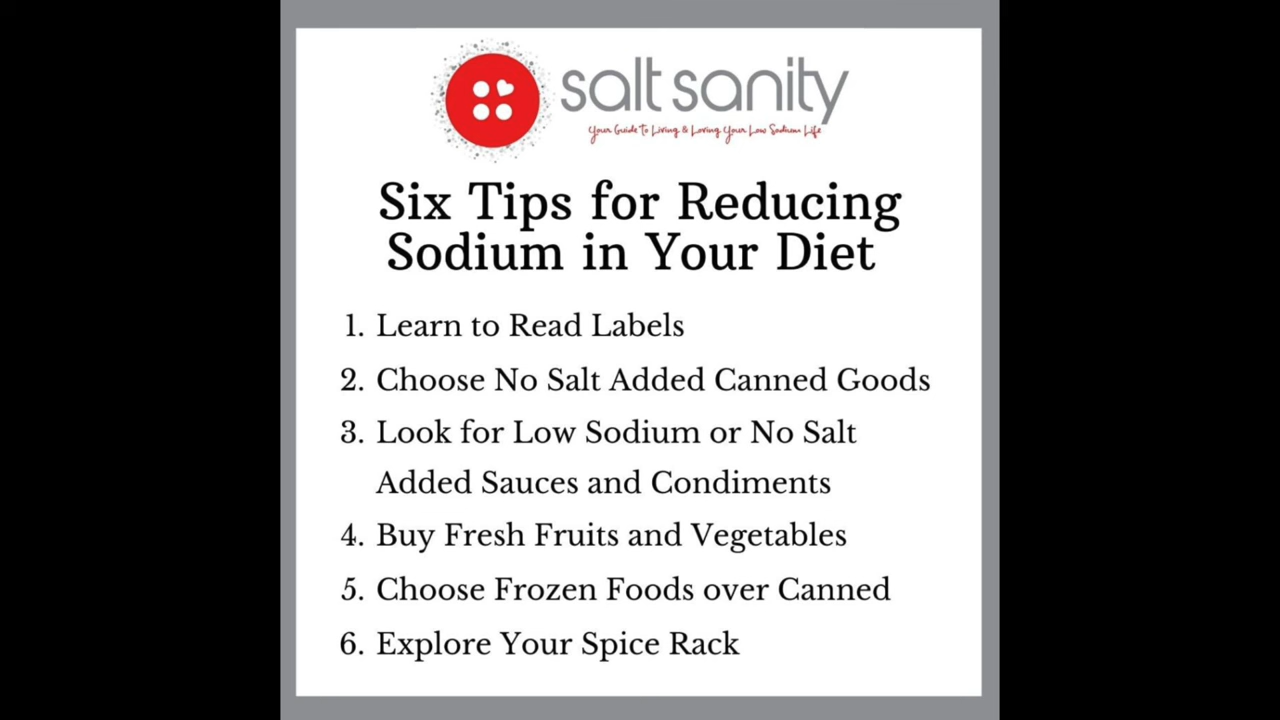 salt sanity
Your Guide to Living & Loving Your Low Sodium Life
Six Tips for Reducing
Sodium in Your Diet
1. Learn to Read Labels
2. Choose No Salt Added Canned Goods
3. Look for Low Sodium or No Salt
Added Sauces and Condiments
4. Buy Fresh Fruits and Vegetables
5. Choose Frozen Foods over Canned
6. Explore Your Spice Rack